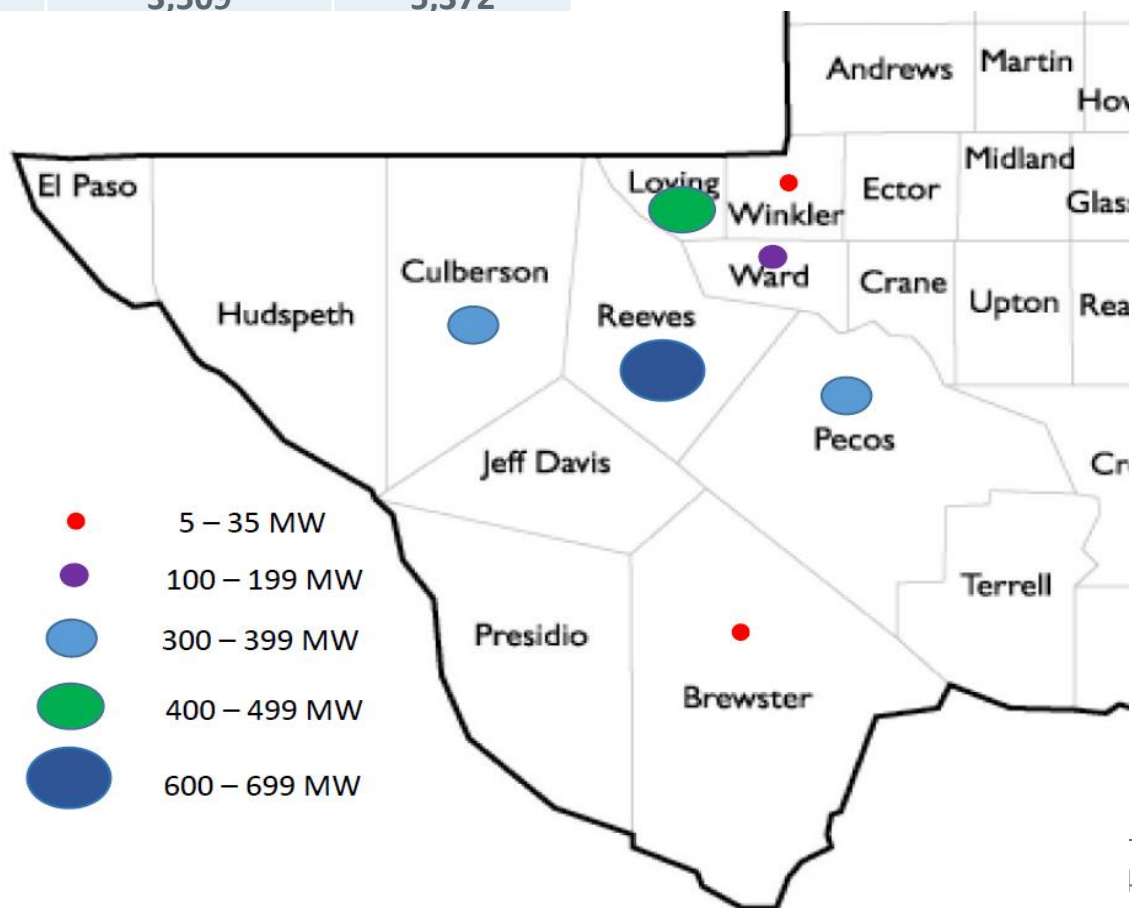 Andrews
Martin
Midland
El Paso
Loving
Ector
Winkler
Culberson
Ward
Crane
Hudspeth
Reeves
Upton
Pecos
Jeff Davis
5 – 35 MW
100 – 199 MW
Terrell
300 – 399 MW
Presidio
Brewster
400 – 499 MW
600 – 699 MW